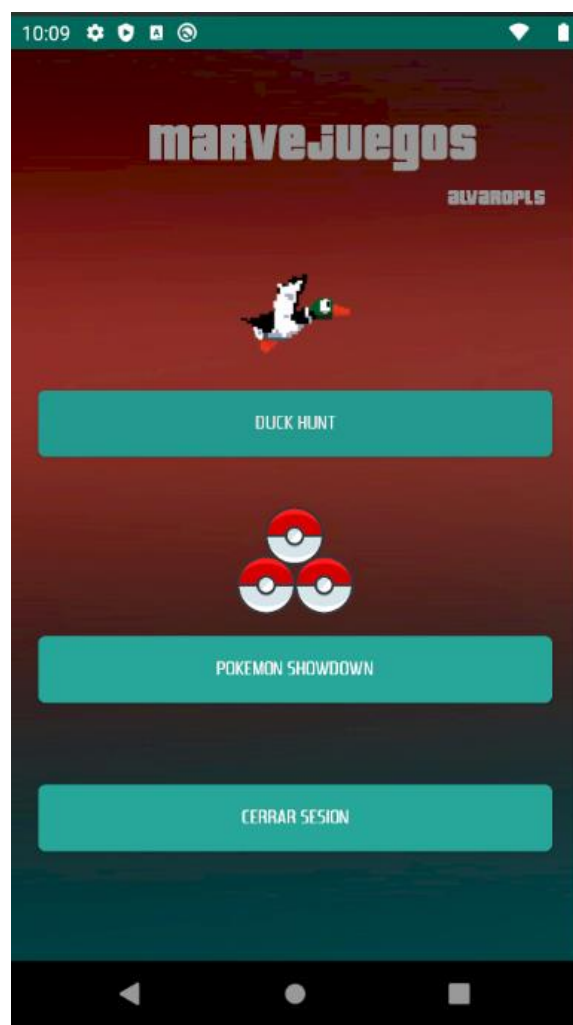 10:09
marvejuegos
alvaropls
DUCK HUNT
POKEMON SHOWDOWN
CERRAR SESION